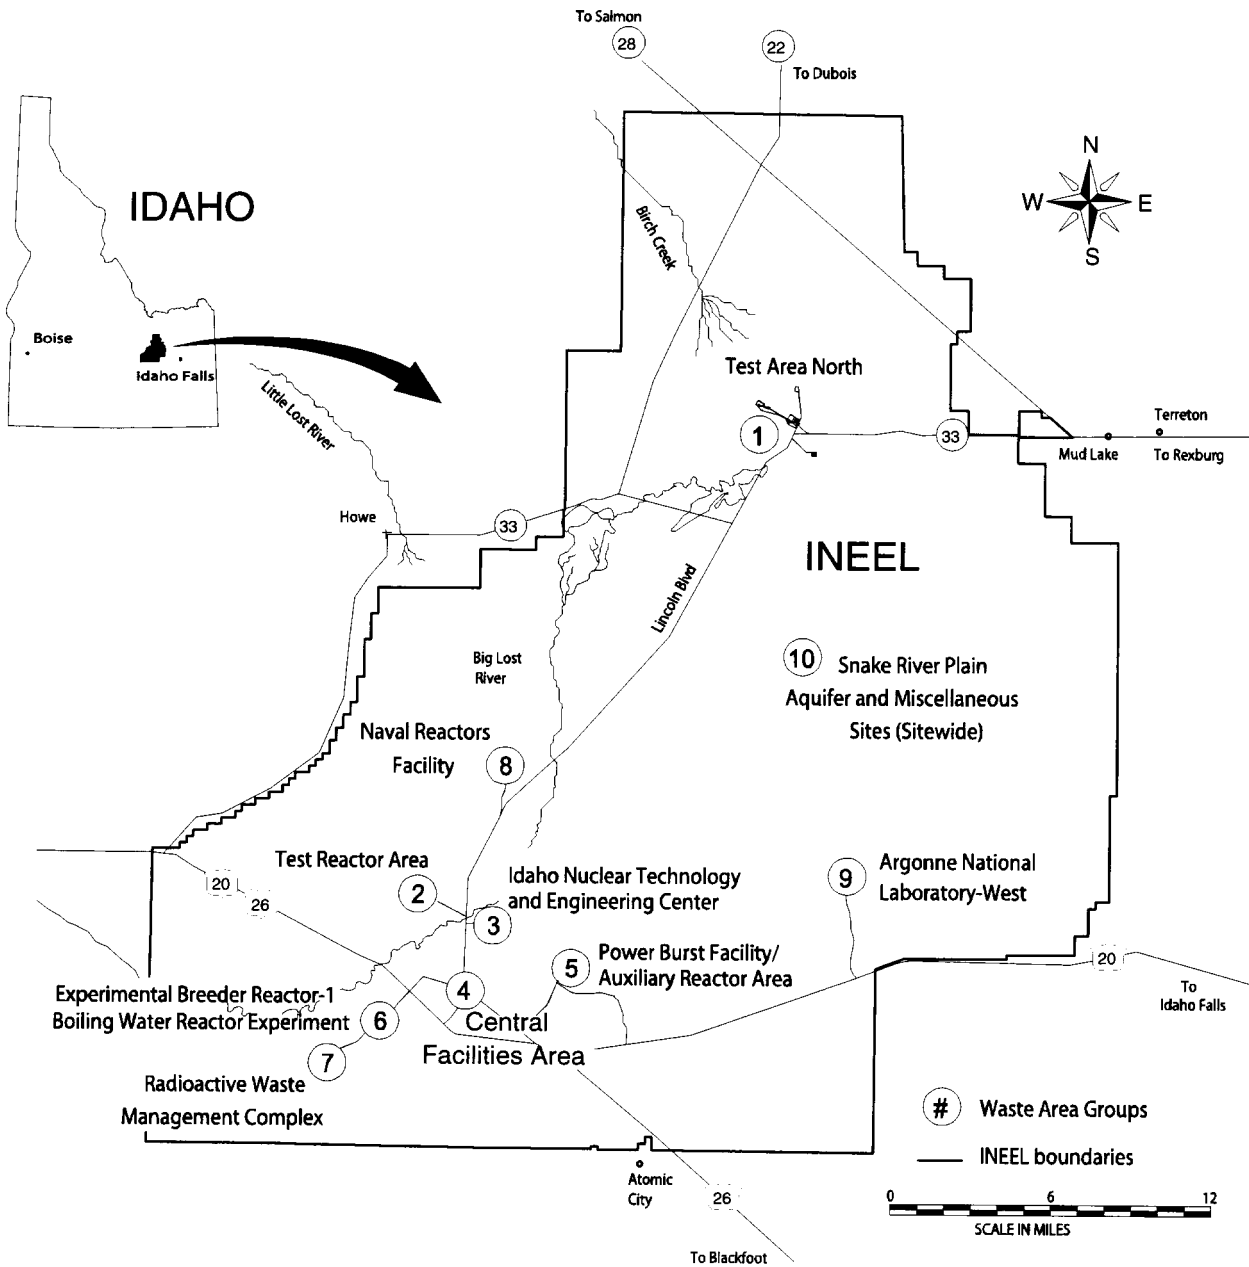 To Salmon
28
22
To Dubois
N
W E
S
IDAHO
Birch Creek
Boise
Idaho Falls
Little Lost River
Test Area North
1
33
Terreton
Mud Lake
To Rexburg
Howe
33
INEEL
Lincoln Blvd
Big Lost
River
10 Snake River Plain
Aquifer and Miscellaneous
Sites (Sitewide)
Naval Reactors
Facility
8
Test Reactor Area
2
20
26
Idaho Nuclear Technology
and Engineering Center
3
9
Argonne National
Laboratory-West
5
Power Burst Facility/
Auxiliary Reactor Area
20
To
Idaho Falls
Experimental Breeder Reactor-1
Boiling Water Reactor Experiment
6
4
Central
Facilities Area
7
Radioactive Waste
Management Complex
# Waste Area Groups
INEEL boundaries
Atomic
City
26
0 6 12
SCALE IN MILES
To Blackfoot